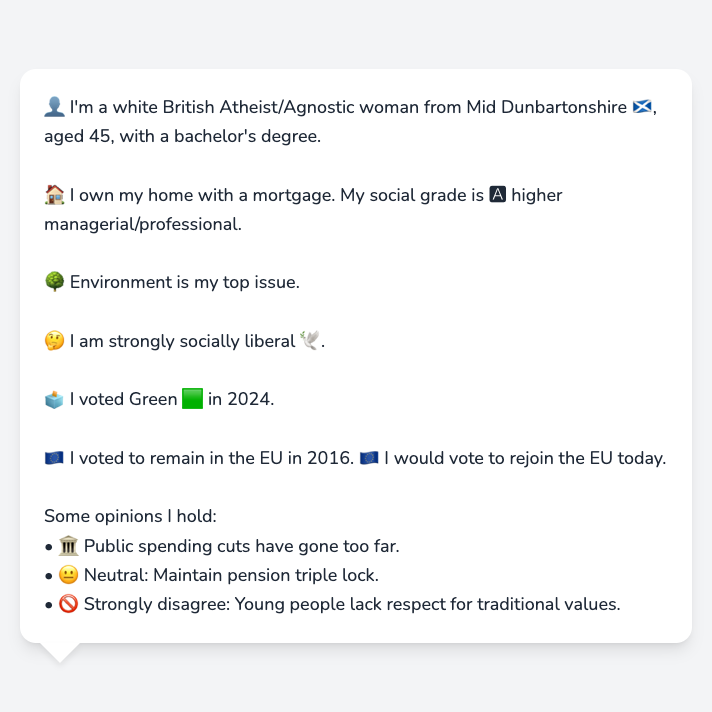 👤 I'm a white British Atheist/Agnostic woman from Mid Dunbartonshire 🏴󠁧󠁢󠁳󠁣󠁴󠁿,
aged 45, with a bachelor's degree.
🏠 I own my home with a mortgage. My social grade is 🅰 higher
managerial/professional.
🌳 Environment is my top issue.
🤔 I am strongly socially liberal 🕊️.
🗳️ I voted Green 🟩 in 2024.
🇪🇺 I voted to remain in the EU in 2016. 🇪🇺 I would vote to rejoin the EU today.
Some opinions I hold:
• 🏛️ Public spending cuts have gone too far.
• 😐 Neutral: Maintain pension triple lock.
• 🚫 Strongly disagree: Young people lack respect for traditional values.